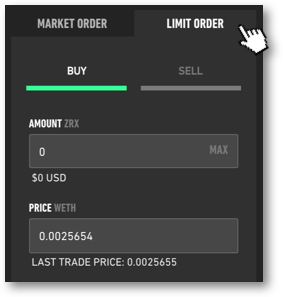 MARKET ORDER LIMIT ORDER
BUY SELL
AMOUNT ZRX
0 MAX
$0 USD
PRICE WETH
0.0025654
LAST TRADE PRICE: 0.0025655